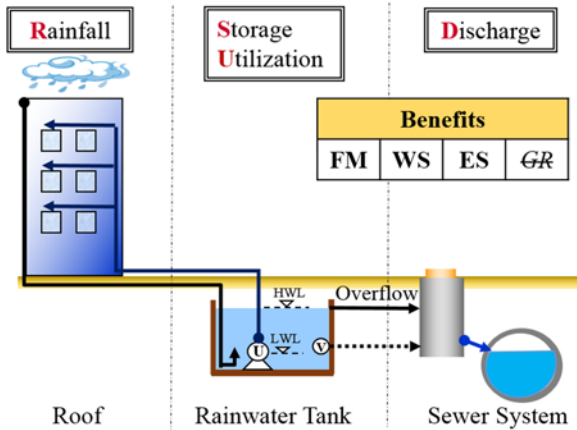 Rainfall
Storage
Utilization
Discharge
Benefits
FM WS ES GR
HWL
Overflow
LWL
U
V
Roof
Rainwater Tank
Sewer System